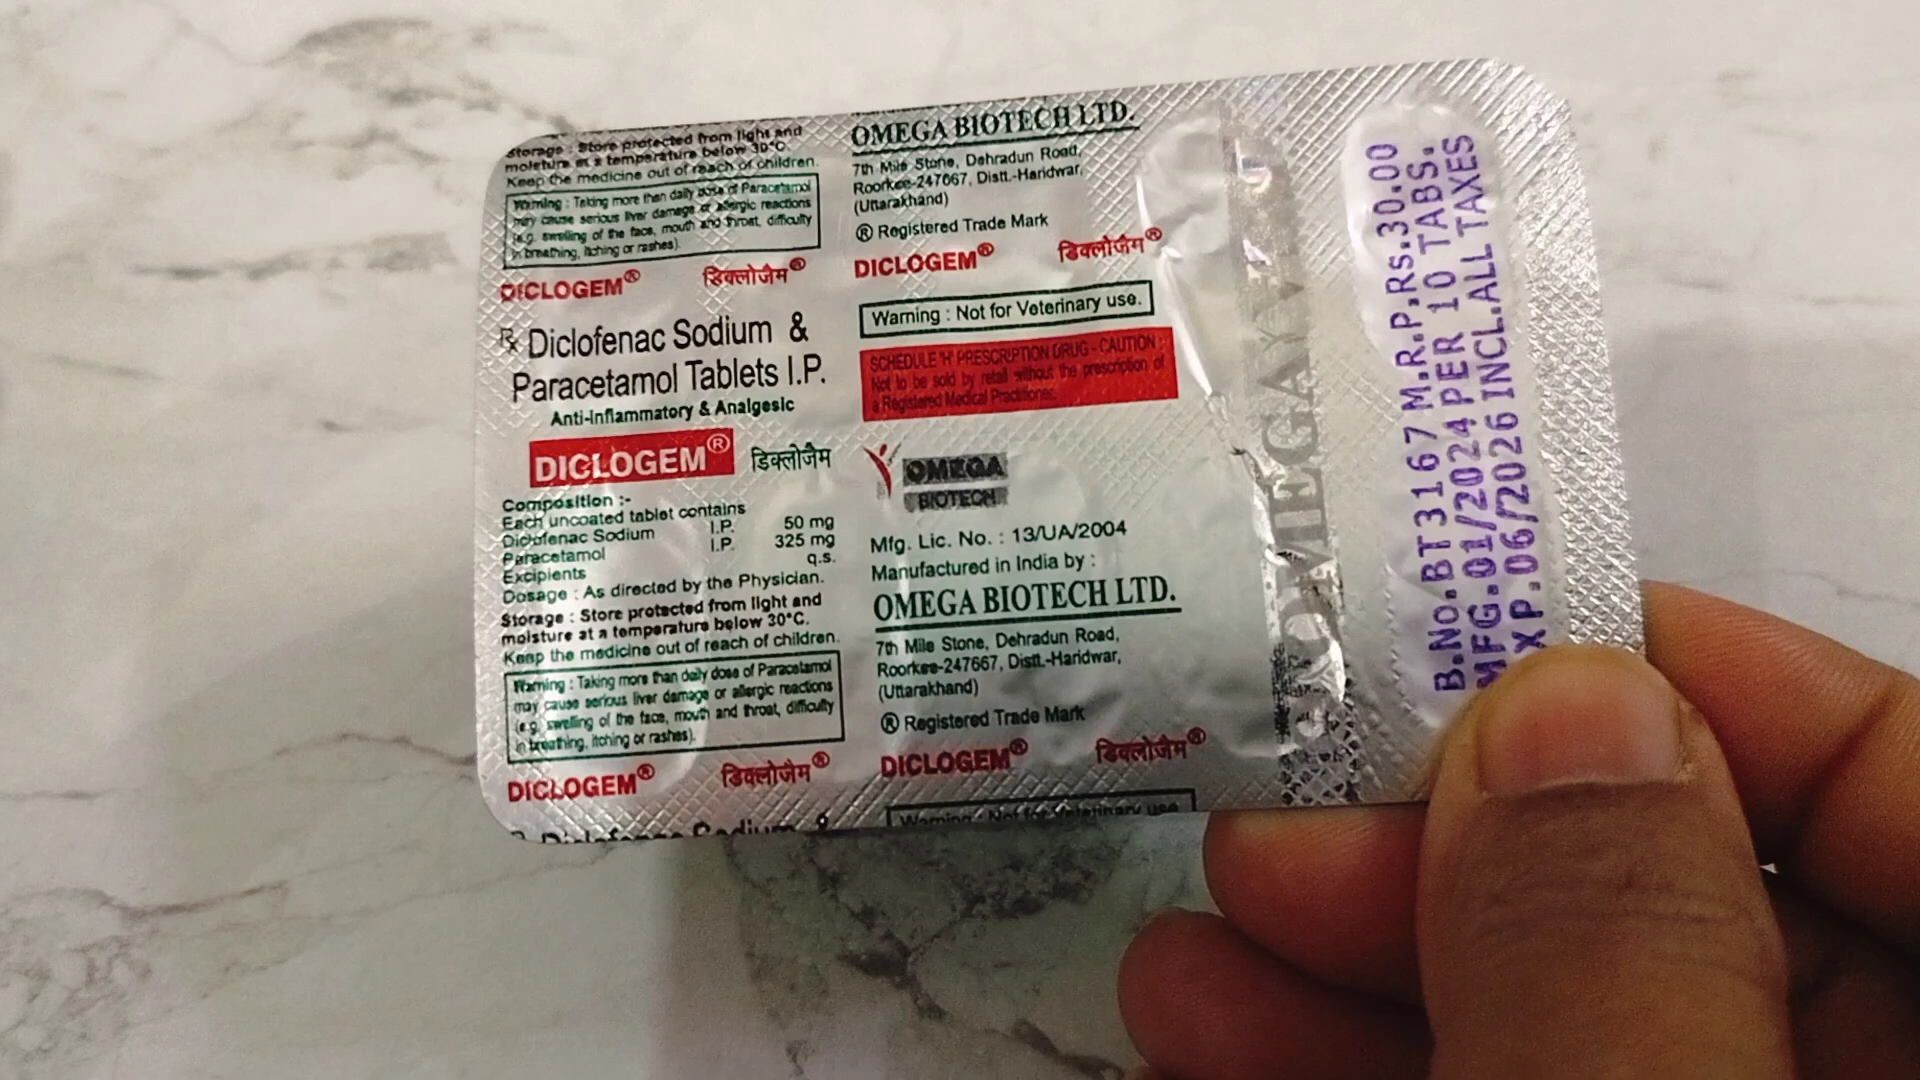 Storage : Store protected from light and
moisture at a temperature below 30°C.
Keep the medicine out of reach of children.
Warning : Taking more than daily dose of Paracetamol
may cause serious liver damage or allergic reactions
(e.g. swelling of the face, mouth and throat, difficulty
in breathing, itching or rashes).
DICLOGEM® डिक्लोजैम®
Rx Diclofenac Sodium &
Paracetamol Tablets I.P.
Anti-Inflammatory & Analgesic
DICLOGEM® डिक्लोजैम
Composition :-
Each uncoated tablet contains
Diclofenac Sodium I.P. 50 mg
Paracetamol I.P. 325 mg
Excipients q.s.
Dosage : As directed by the Physician.
Storage : Store protected from light and
moisture at a temperature below 30°C.
Keep the medicine out of reach of children.
Warning : Taking more than daily dose of Paracetamol
may cause serious liver damage or allergic reactions
(e.g. swelling of the face, mouth and throat, difficulty
in breathing, itching or rashes).
DICLOGEM® डिक्लोजैम®
Diclofenac Sodium &
OMEGA BIOTECH LTD.
7th Mile Stone, Dehradun Road,
Roorkee-247667, Distt.-Haridwar,
(Uttarakhand)
® Registered Trade Mark
DICLOGEM® डिक्लोजैम®
Warning : Not for Veterinary use.
SCHEDULE 'H' PRESCRIPTION DRUG - CAUTION :
Not to be sold by retail without the prescription of
a Registered Medical Practitioner.
OMEGA
BIOTECH
Mfg. Lic. No. : 13/UA/2004
Manufactured in India by :
OMEGA BIOTECH LTD.
7th Mile Stone, Dehradun Road,
Roorkee-247667, Distt.-Haridwar,
(Uttarakhand)
® Registered Trade Mark
DICLOGEM® डिक्लोजैम®
Warning : Not for Veterinary use
OMEGA
B.No.BT3167 M.R.P.Rs.30.00
MFG.01/2024 PER 10 TABS.
XP.06/2026 INCL.ALL TAXES